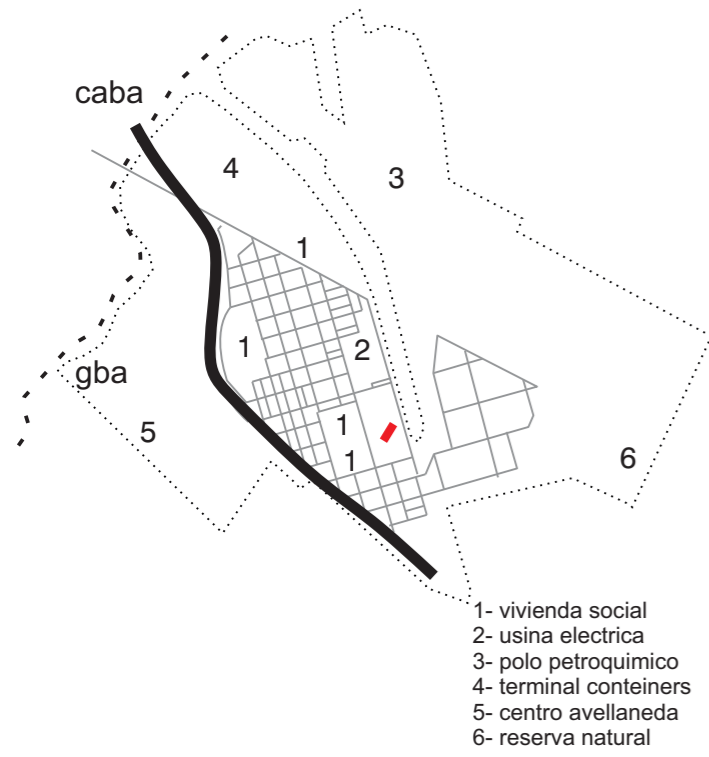 caba
4
3
1
1
2
gba
5
1
1
6
1- vivienda social
2- usina electrica
3- polo petroquimico
4- terminal conteiners
5- centro avellaneda
6- reserva natural